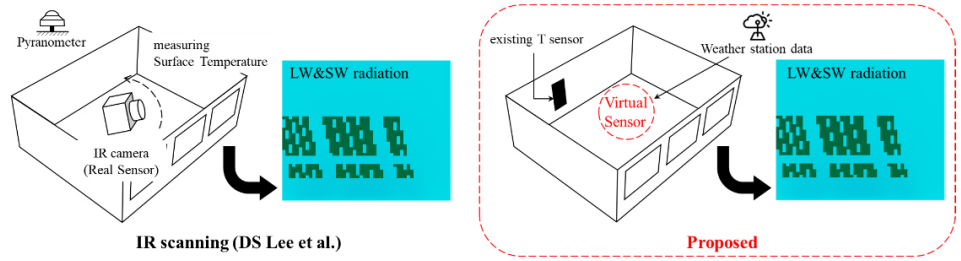 Pyranometer
measuring
Surface Temperature
LW&SW radiation
IR camera
(Real Sensor)
IR scanning (DS Lee et al.)
existing T sensor
Weather station data
LW&SW radiation
Virtual
Sensor
Proposed